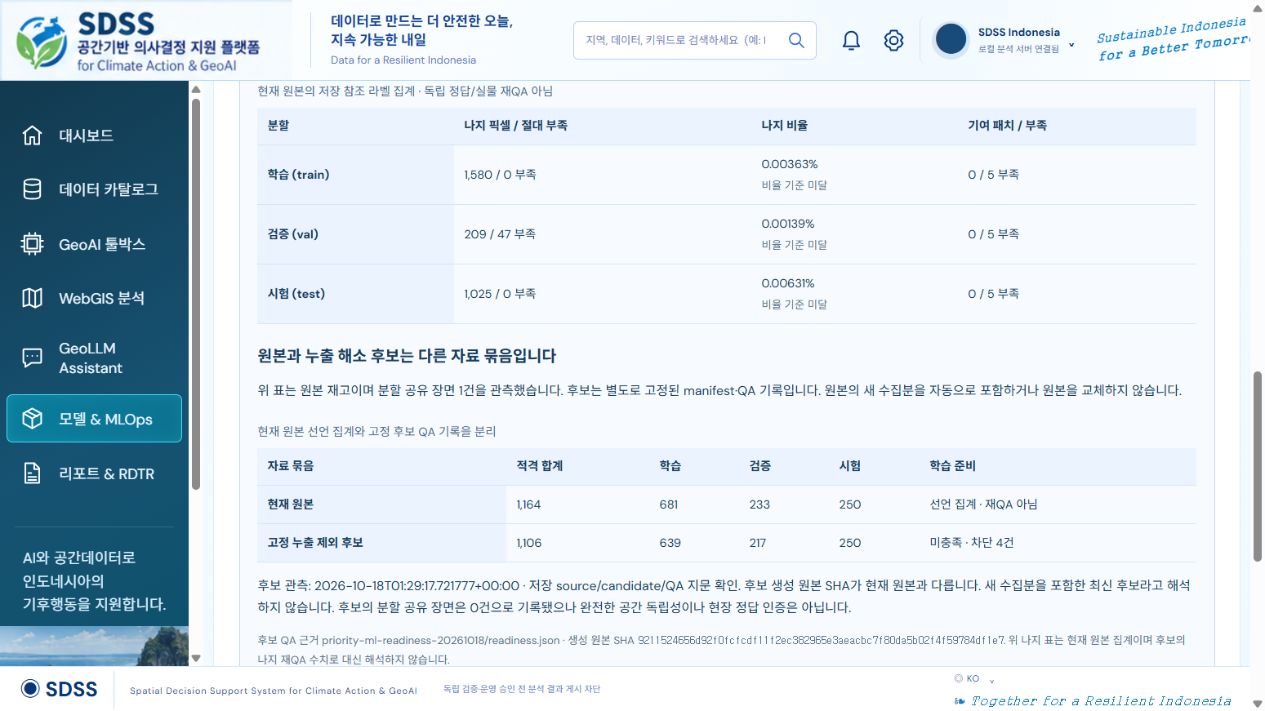 SDSS
공간기반 의사결정 지원 플랫폼
for Climate Action & GeoAI
데이터로 만드는 더 안전한 오늘,
지속 가능한 내일
Data for a Resilient Indonesia
지역, 데이터, 키워드로 검색하세요 (예: I
SDSS Indonesia
로컬 분석 서버 연결됨
Sustainable Indonesia
for a Better Tomorr
대시보드
데이터 카탈로그
GeoAI 툴박스
WebGIS 분석
GeoLLM
Assistant
모델 & MLOps
리포트 & RDTR
AI와 공간데이터로
인도네시아의
기후행동을 지원합니다.
현재 원본의 저장 참조 라벨 집계 · 독립 정답/실물 재QA 아님
분할 나지 픽셀 / 절대 부족 나지 비율 기여 패치 / 부족
학습 (train) 1,580 / 0 부족 0.00363% 0 / 5 부족
비율 기준 미달
검증 (val) 209 / 47 부족 0.00139% 0 / 5 부족
비율 기준 미달
시험 (test) 1,025 / 0 부족 0.00631% 0 / 5 부족
비율 기준 미달
원본과 누출 해소 후보는 다른 자료 묶음입니다
위 표는 원본 재고이며 분할 공유 장면 1건을 관측했습니다. 후보는 별도로 고정된 manifest·QA 기록입니다. 원본의 새 수집분을 자동으로 포함하거나 원본을 교체하지 않습니다.
현재 원본 선언 집계와 고정 후보 QA 기록을 분리
자료 묶음 적격 합계 학습 검증 시험 학습 준비
현재 원본 1,164 681 233 250 선언 집계 · 재QA 아님
고정 누출 제외 후보 1,106 639 217 250 미충족 · 차단 4건
후보 관측: 2026-10-18T01:29:17.721777+00:00 · 저장 source/candidate/QA 지문 확인. 후보 생성 원본 SHA가 현재 원본과 다릅니다. 새 수집분을 포함한 최신 후보라고 해석
하지 않습니다. 후보의 분할 공유 장면은 0건으로 기록됐으나 완전한 공간 독립성이나 현장 정답 인증은 아닙니다.
후보 QA 근거 priority-ml-readiness-20261018/readiness.json · 생성 원본 SHA 9211524656d92f0fcfcdf11f2ec382965e3aeacbc7f80da5b02f4f59784df1e7. 위 나지 표는 현재 원본 집계이며 후보의
나지 재QA 수치로 대신 해석하지 않습니다.
SDSS
Spatial Decision Support System for Climate Action & GeoAI
독립 검증·운영 승인 전 분석 결과 게시 차단
KO
Together for a Resilient Indonesia